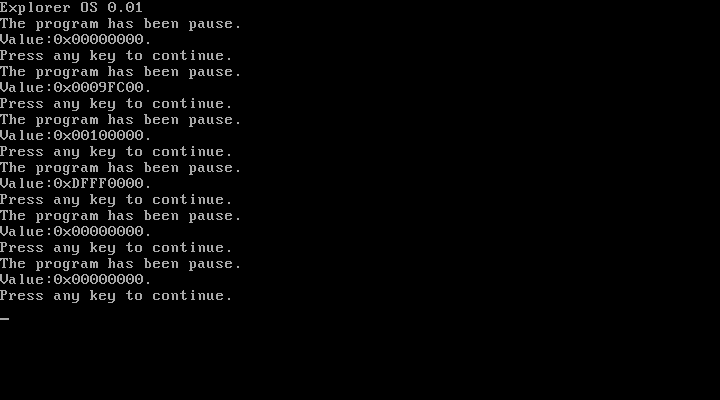 Explorer OS 0.01
The program has been pause.
Value:0x00000000.
Press any key to continue.
The program has been pause.
Value:0x0009FC00.
Press any key to continue.
The program has been pause.
Value:0x00100000.
Press any key to continue.
The program has been pause.
Value:0xDFFF0000.
Press any key to continue.
The program has been pause.
Value:0x00000000.
Press any key to continue.
The program has been pause.
Value:0x00000000.
Press any key to continue.